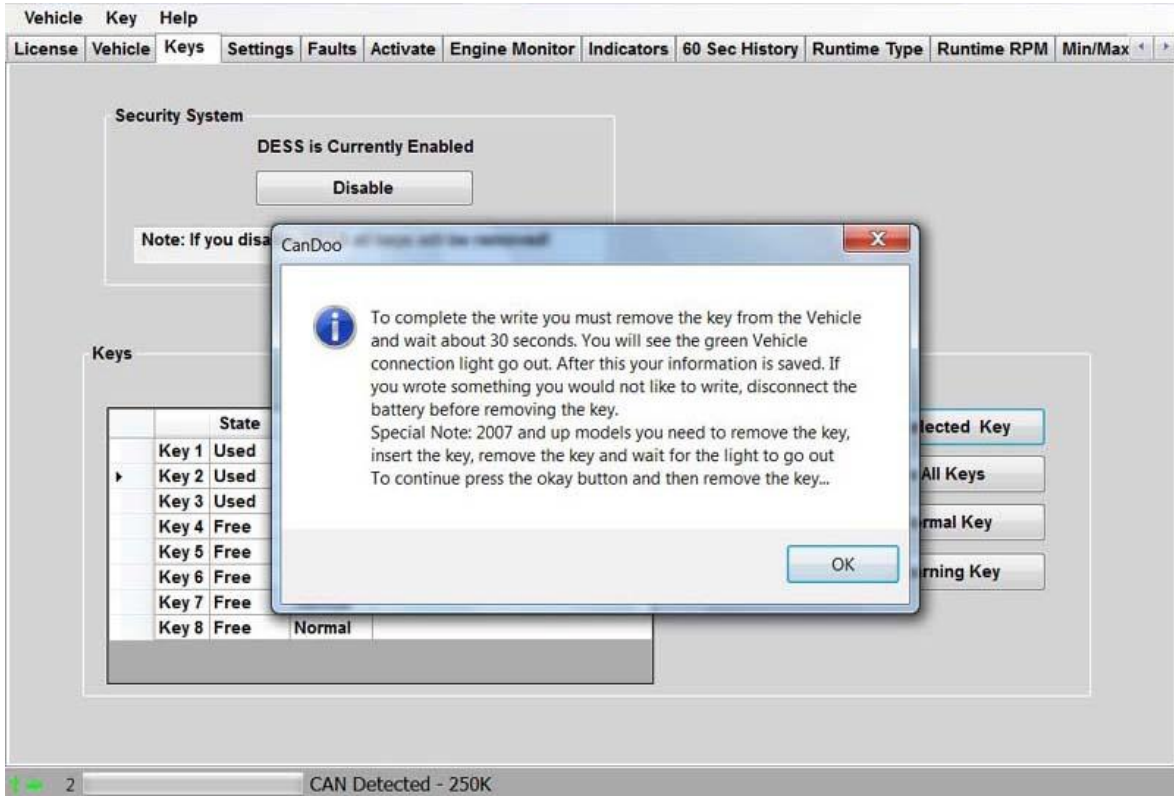 Vehicle Key Help
License Vehicle Keys Settings Faults Activate Engine Monitor Indicators 60 Sec History Runtime Type Runtime RPM Min/Max
Security System
DESS is Currently Enabled
Disable
Note: If you disa
CanDoo
To complete the write you must remove the key from the Vehicle
and wait about 30 seconds. You will see the green Vehicle
connection light go out. After this your information is saved. If
you wrote something you would not like to write, disconnect the
battery before removing the key.
Special Note: 2007 and up models you need to remove the key,
insert the key, remove the key and wait for the light to go out
To continue press the okay button and then remove the key...
OK
Keys
State
Key 1 Used
Key 2 Used
Key 3 Used
Key 4 Free
Key 5 Free
Key 6 Free
Key 7 Free
Key 8 Free Normal
lected Key
All Keys
rmal Key
rning Key
2 CAN Detected - 250K